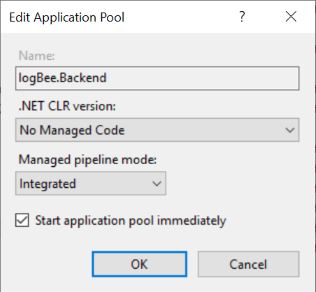 Edit Application Pool
?
Name:
logBee.Backend
.NET CLR version:
No Managed Code
Managed pipeline mode:
Integrated
Start application pool immediately
OK
Cancel